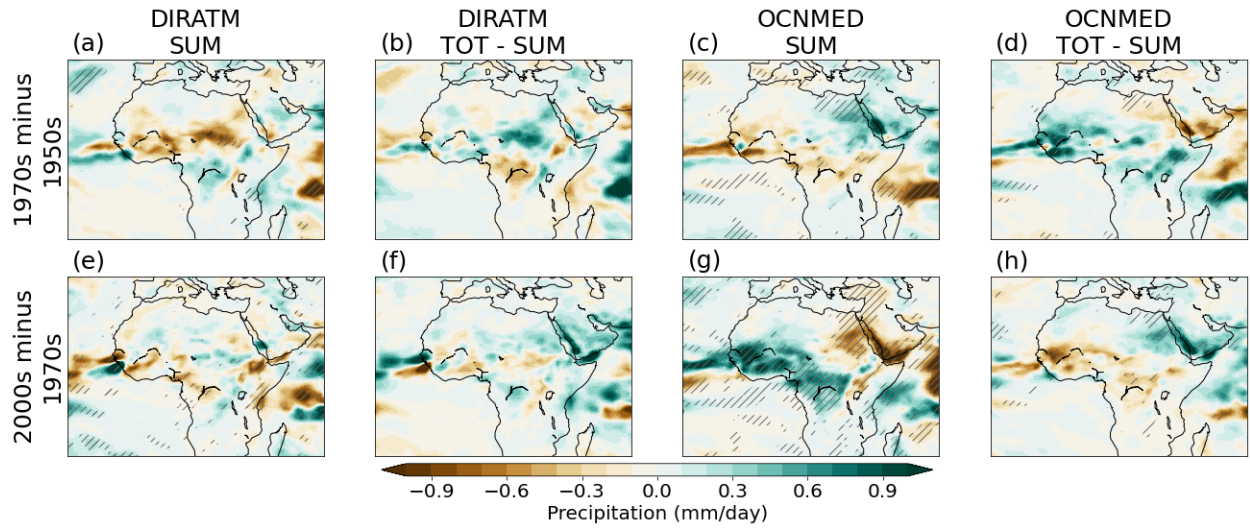 DIRATM
SUM
DIRATM
TOT - SUM
OCNMED
SUM
OCNMED
TOT - SUM
(a)
(b)
(c)
(d)
1970s minus
1950s
(e)
(f)
(g)
(h)
2000s minus
1970s
−0.9 −0.6 −0.3 0.0 0.3 0.6 0.9
Precipitation (mm/day)